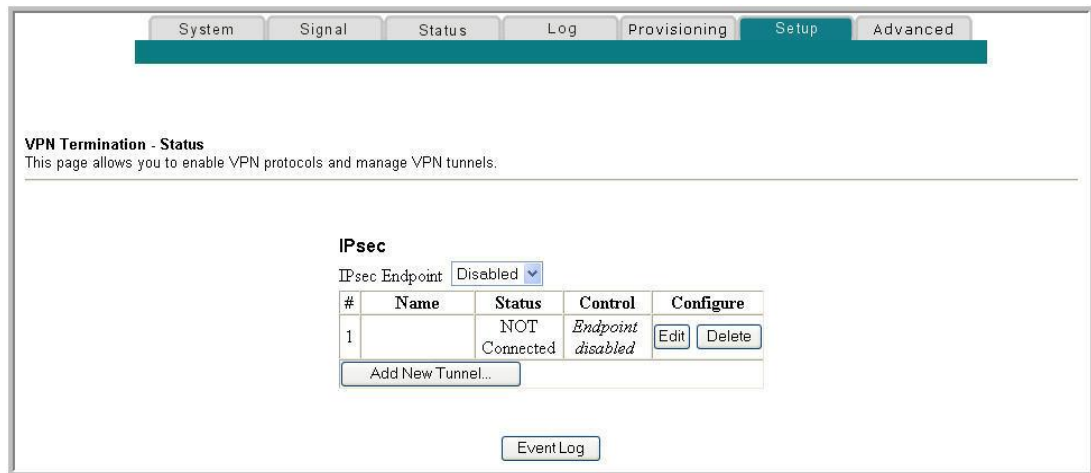 System Signal Status Log Provisioning Setup Advanced
VPN Termination - Status
This page allows you to enable VPN protocols and manage VPN tunnels.
IPsec
IPsec Endpoint Disabled
# Name Status Control Configure
1 NOT Connected Endpoint disabled Edit Delete
Add New Tunnel...
Event Log